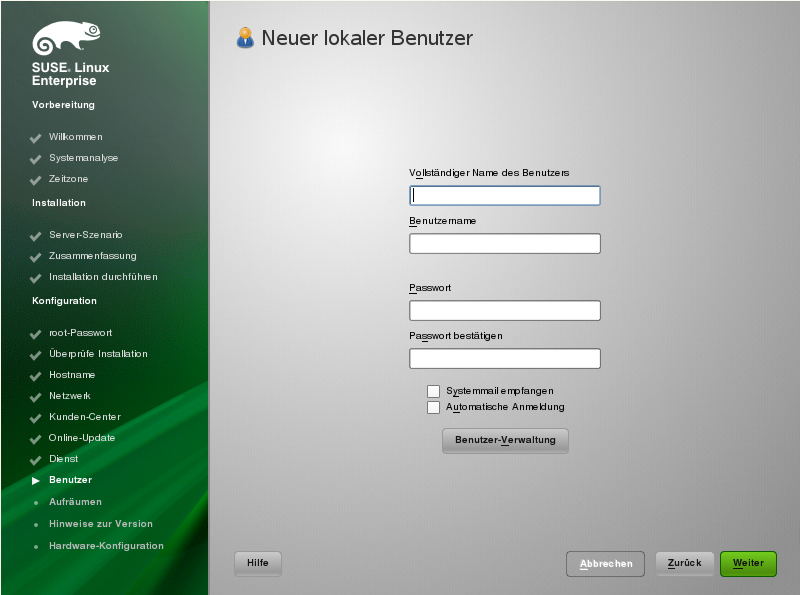 SUSE. Linux
Enterprise
Vorbereitung
Willkommen
Systemanalyse
Zeitzone
Installation
Server-Szenario
Zusammenfassung
Installation durchführen
Konfiguration
root-Passwort
Überprüfe Installation
Hostname
Netzwerk
Kunden-Center
Online-Update
Dienst
Benutzer
Aufräumen
Hinweise zur Version
Hardware-Konfiguration
Neuer lokaler Benutzer
Vollständiger Name des Benutzers
Benutzername
Passwort
Passwort bestätigen
Systemmail empfangen
Automatische Anmeldung
Benutzer-Verwaltung
Hilfe
Abbrechen
Zurück
Weiter